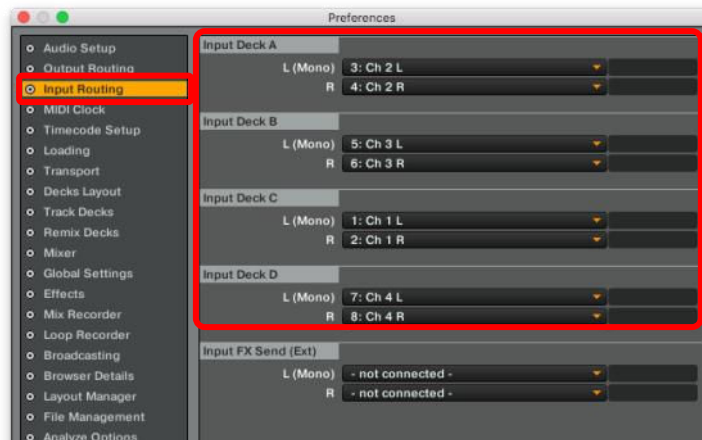 Preferences
Audio Setup
Output Routing
Input Routing
MIDI Clock
Timecode Setup
Loading
Transport
Decks Layout
Track Decks
Remix Decks
Mixer
Global Settings
Effects
Mix Recorder
Loop Recorder
Broadcasting
Browser Details
Layout Manager
File Management
Analyze Options
Input Deck A
L (Mono) 3: Ch 2 L
R 4: Ch 2 R
Input Deck B
L (Mono) 5: Ch 3 L
R 6: Ch 3 R
Input Deck C
L (Mono) 1: Ch 1 L
R 2: Ch 1 R
Input Deck D
L (Mono) 7: Ch 4 L
R 8: Ch 4 R
Input FX Send (Ext)
L (Mono) - not connected -
R - not connected -